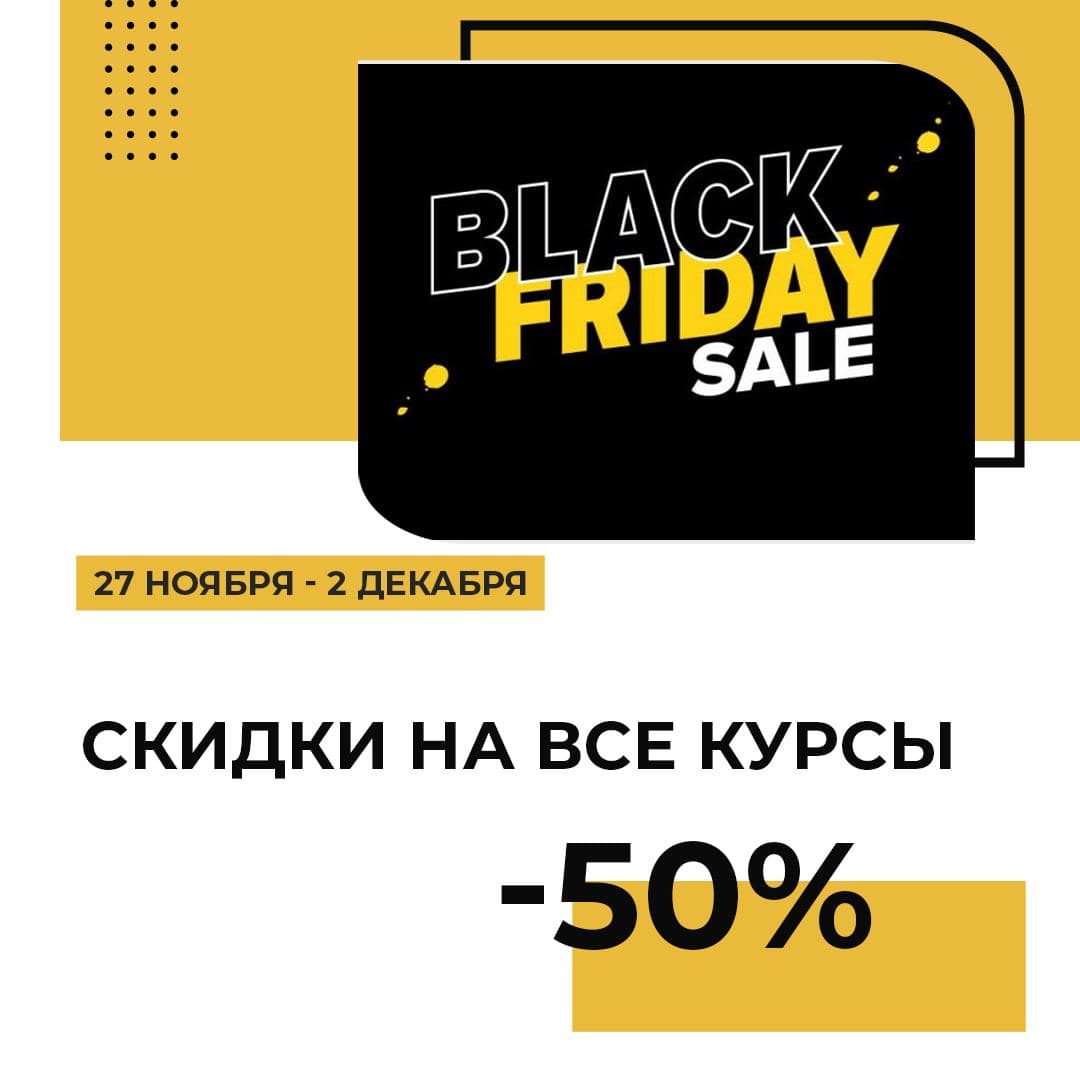 BLACK
FRIDAY
SALE
27 НОЯБРЯ - 2 ДЕКАБРЯ
СКИДКИ НА ВСЕ КУРСЫ
-50%